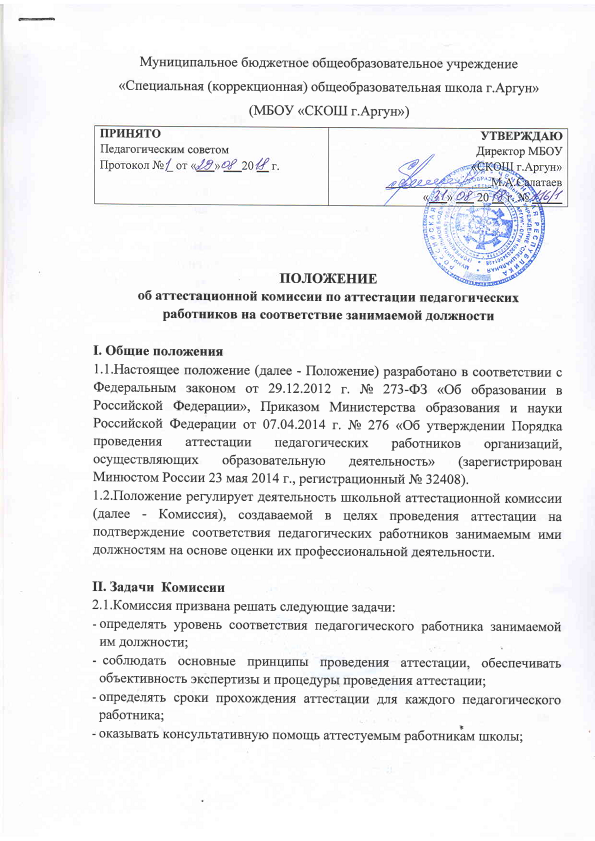 Муниципальное бюджетное общеобразовательное учреждение
«Специальная (коррекционная) общеобразовательная школа г.Аргун»
(МБОУ «СКОШ г.Аргун»)
ПРИНЯТО
Педагогическим советом
Протокол №1 от «29» 08 2018 г.
УТВЕРЖДАЮ
Директор МБОУ
«СКОШ г.Аргун»
М.А.Салатаев
«31» 08 2018 г. №
ПОЛОЖЕНИЕ
об аттестационной комиссии по аттестации педагогических
работников на соответствие занимаемой должности
I. Общие положения
1.1.Настоящее положение (далее - Положение) разработано в соответствии с
Федеральным законом от 29.12.2012 г. № 273-ФЗ «Об образовании в
Российской Федерации», Приказом Министерства образования и науки
Российской Федерации от 07.04.2014 г. № 276 «Об утверждении Порядка
проведения аттестации педагогических работников организаций,
осуществляющих образовательную деятельность» (зарегистрирован
Минюстом России 23 мая 2014 г., регистрационный № 32408).
1.2.Положение регулирует деятельность школьной аттестационной комиссии
(далее - Комиссия), создаваемой в целях проведения аттестации на
подтверждение соответствия педагогических работников занимаемым ими
должностям на основе оценки их профессиональной деятельности.
II. Задачи Комиссии
2.1.Комиссия призвана решать следующие задачи:
- определять уровень соответствия педагогического работника занимаемой
им должности;
- соблюдать основные принципы проведения аттестации, обеспечивать
объективность экспертизы и процедуры проведения аттестации;
- определять сроки прохождения аттестации для каждого педагогического
работника;
- оказывать консультативную помощь аттестуемым работникам школы;